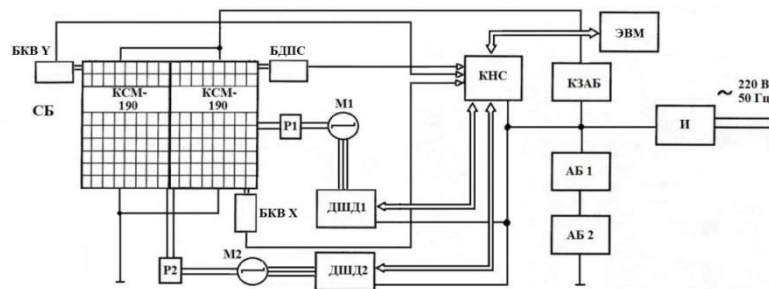 БКВ Y
БДПС
ЭВМ
КНС
КСМ-
190
КСМ-
190
КЗАБ
СБ
~ 220 В
50 Гц
М1
Р1
И
АБ 1
ДШД1
БКВ X
АБ 2
М2
Р2
ДШД2